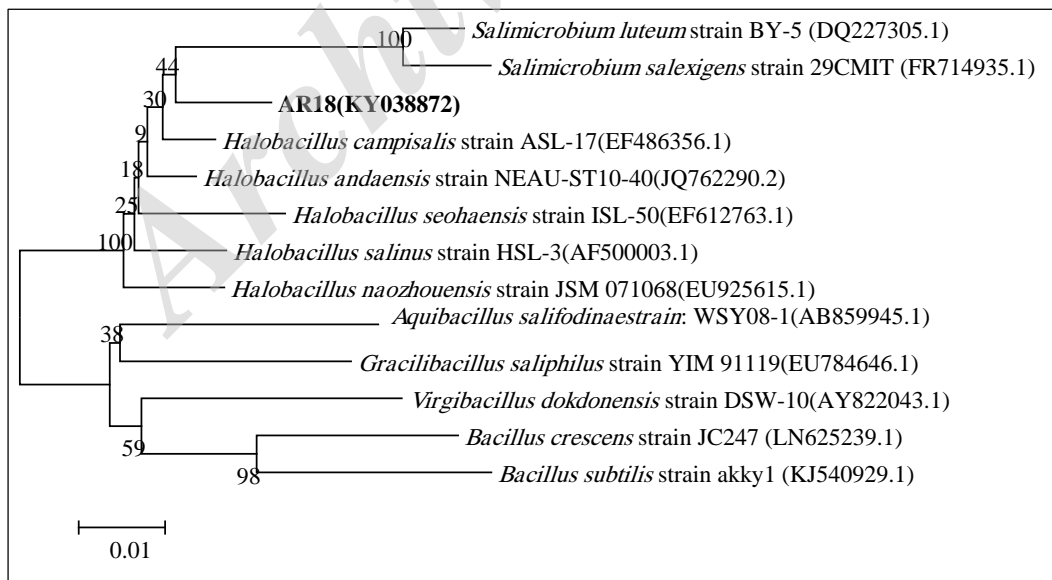 Salimicrobium luteum strain BY-5 (DQ227305.1)
100
Salimicrobium salexigens strain 29CMIT (FR714935.1)
44
AR18(KY038872)
30
Halobacillus campisalis strain ASL-17(EF486356.1)
9
Halobacillus andaensis strain NEAU-ST10-40(JQ762290.2)
18
Halobacillus seohaensis strain ISL-50(EF612763.1)
25
Halobacillus salinus strain HSL-3(AF500003.1)
100
Halobacillus naozhouensis strain JSM 071068(EU925615.1)
Aquibacillus salifodinaestrain: WSY08-1(AB859945.1)
38
Gracilibacillus saliphilus strain YIM 91119(EU784646.1)
Virgibacillus dokdonensis strain DSW-10(AY822043.1)
59
Bacillus crescens strain JC247 (LN625239.1)
98
Bacillus subtilis strain akky1 (KJ540929.1)
0.01